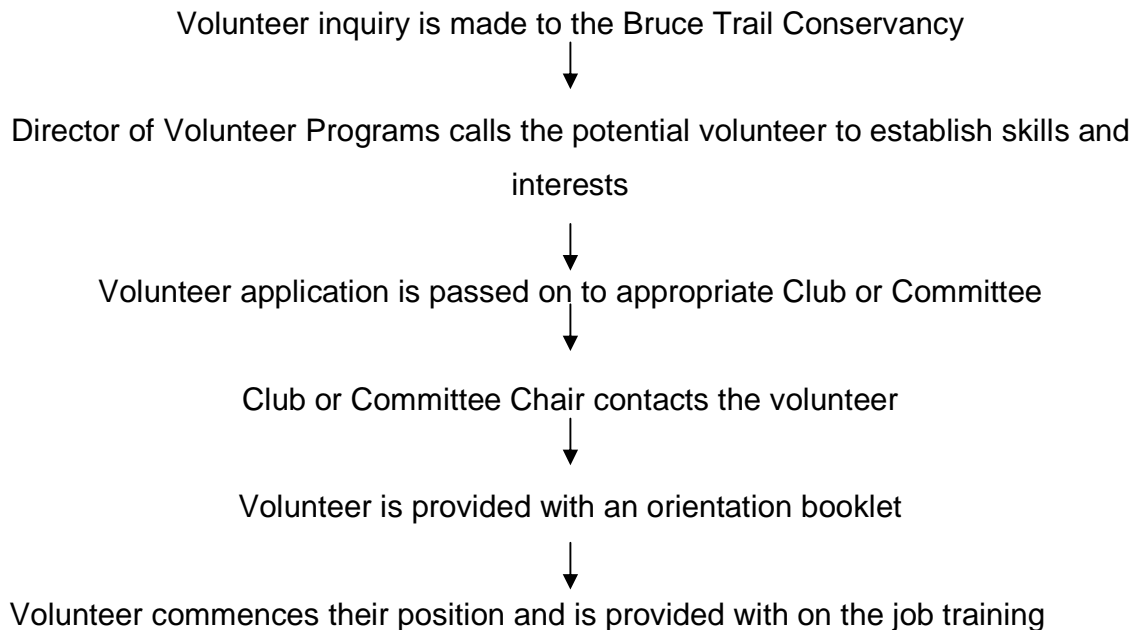 Volunteer inquiry is made to the Bruce Trail Conservancy
Director of Volunteer Programs calls the potential volunteer to establish skills and
interests
Volunteer application is passed on to appropriate Club or Committee
Club or Committee Chair contacts the volunteer
Volunteer is provided with an orientation booklet
Volunteer commences their position and is provided with on the job training